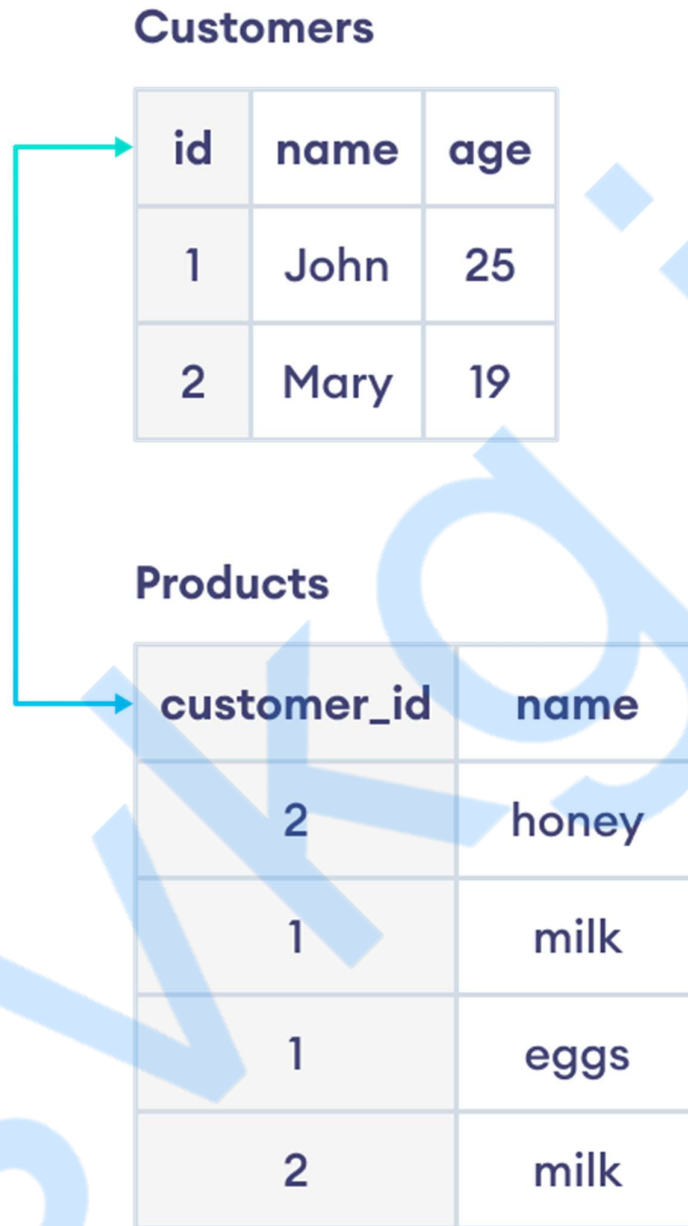 Customers
id name age
1 John 25
2 Mary 19
Products
customer_id name
2 honey
1 milk
1 eggs
2 milk